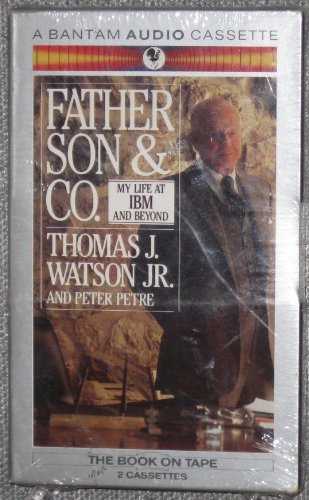 A BANTAM AUDIO CASSETTE
FATHER
SON &
CO.
MY LIFE AT
IBM
AND BEYOND
THOMAS J.
WATSON JR.
AND PETER PETRE
THE BOOK ON TAPE
2 CASSETTES